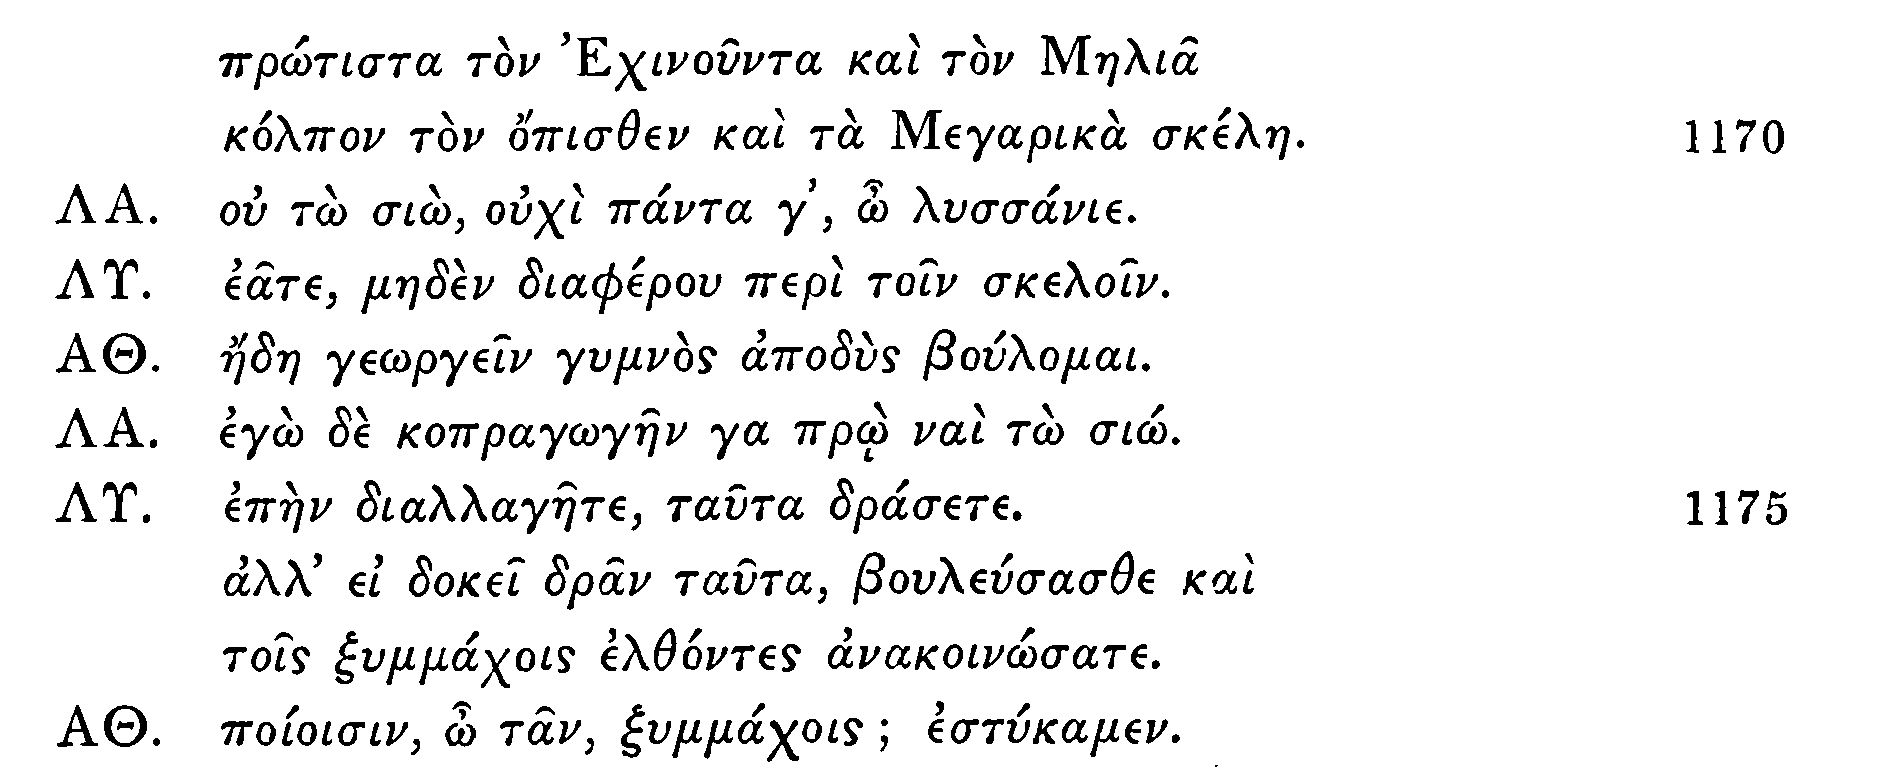 πρώτιστα τὸν Ἐχινοῦντα καὶ τὸν Μηλιᾶ
κόλπον τὸν ὄπισθεν καὶ τὰ Μεγαρικὰ σκέλη. 1170
ΛΑ. οὐ τὼ σιώ, οὐχὶ πάντα γ’, ὦ λυσσάνιε.
ΛΥ. ἐᾶτε, μηδὲν διαφέρου περὶ τοῖν σκελοῖν.
ΑΘ. ἤδη γεωργεῖν γυμνὸς ἀποδὺς βούλομαι.
ΛΑ. ἐγὼ δὲ κοπραγωγῆν γα πρῲ ναὶ τὼ σιώ.
ΛΥ. ἐπὴν διαλλαγῆτε, ταῦτα δράσετε. 1175
ἀλλ’ εἰ δοκεῖ δρᾶν ταῦτα, βουλεύσασθε καὶ
τοῖς ξυμμάχοις ἐλθόντες ἀνακοινώσατε.
ΑΘ. ποίοισιν, ὦ τᾶν, ξυμμάχοις; ἐστύκαμεν.